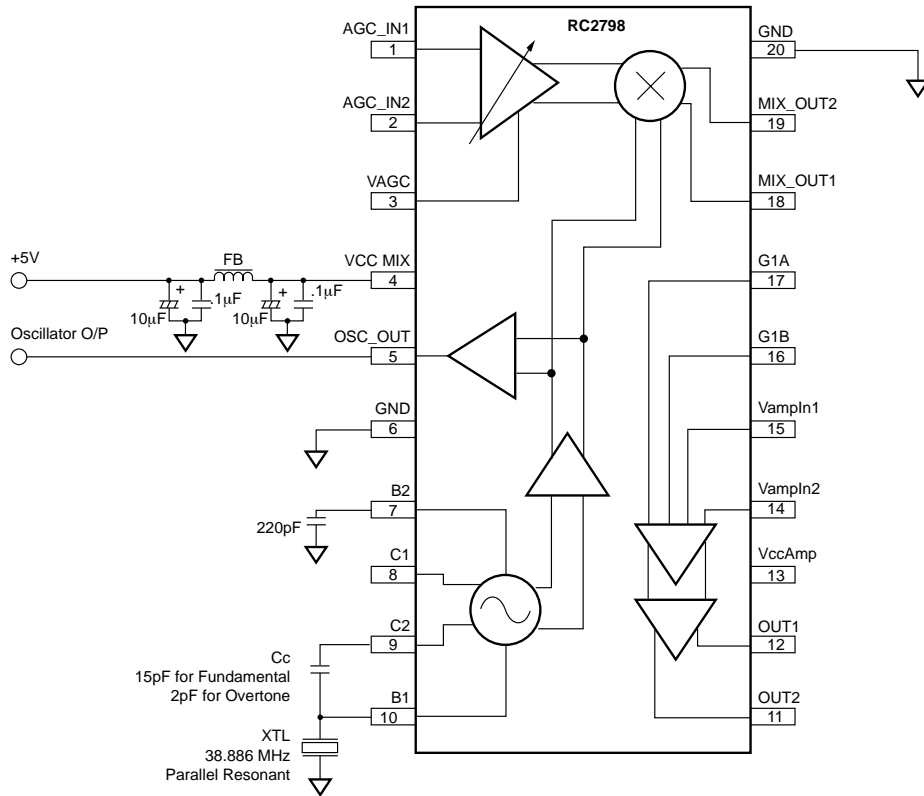 RC2798
AGC_IN1
1
AGC_IN2
2
VAGC
3
+5V
FB
VCC MIX
4
+
.1µF
10µF
+
.1µF
10µF
Oscillator O/P
OSC_OUT
5
GND
6
B2
7
220pF
C1
8
C2
9
Cc
15pF for Fundamental
2pF for Overtone
B1
10
XTL
38.886 MHz
Parallel Resonant
GND
20
MIX_OUT2
19
MIX_OUT1
18
G1A
17
G1B
16
VampIn1
15
VampIn2
14
VccAmp
13
OUT1
12
OUT2
11